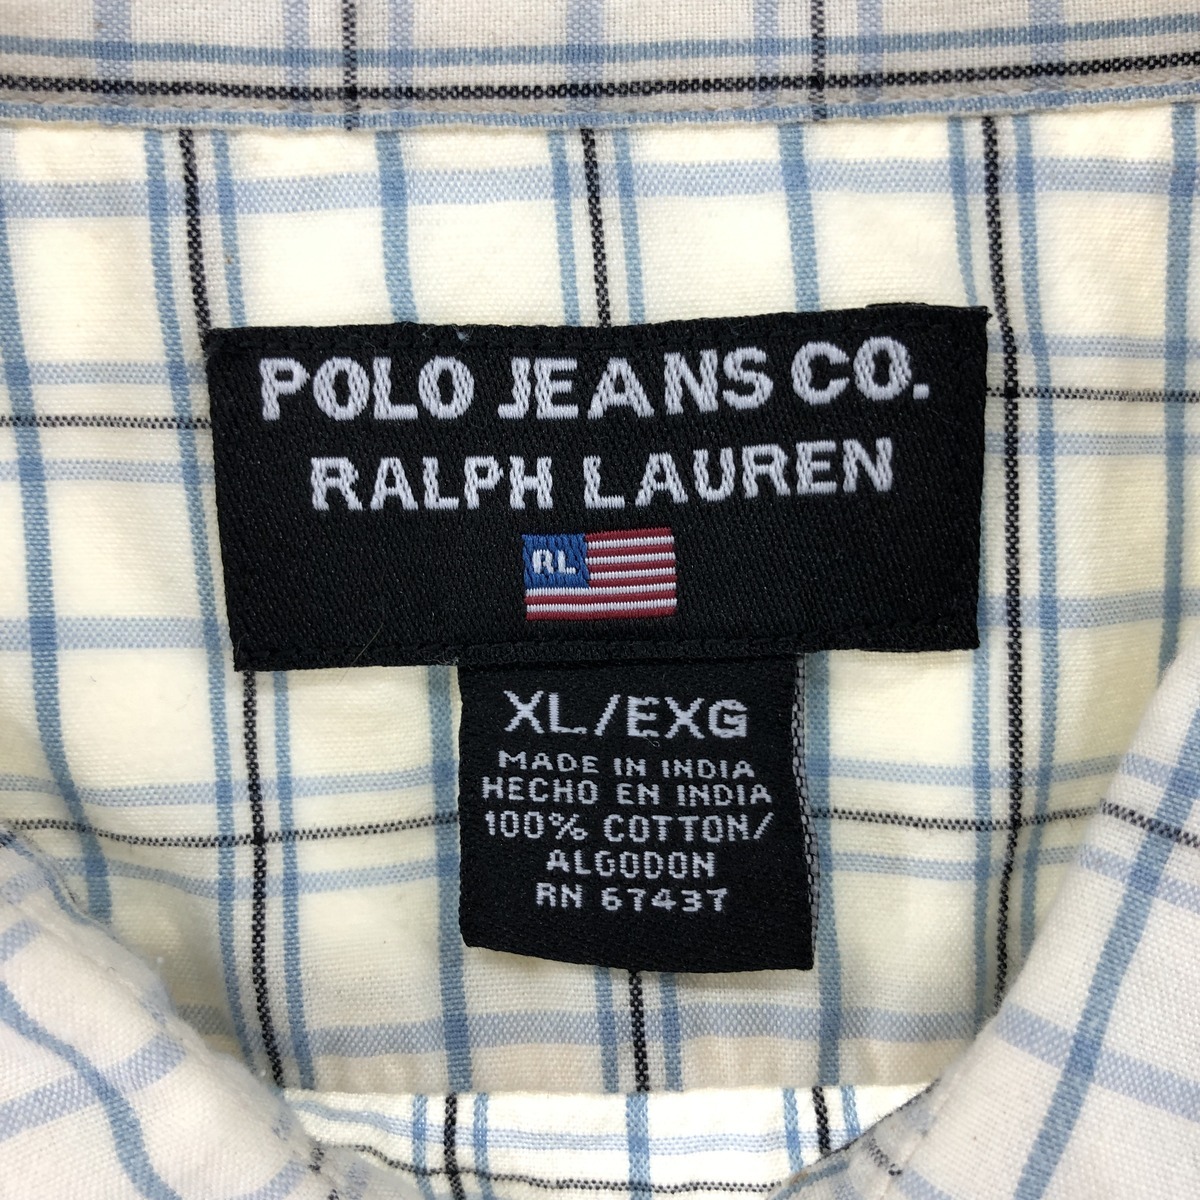 POLO JEANS CO.
RALPH LAUREN
RL
XL/EXG
MADE IN INDIA
HECHO EN INDIA
100% COTTON/
ALGODON
RN 67437